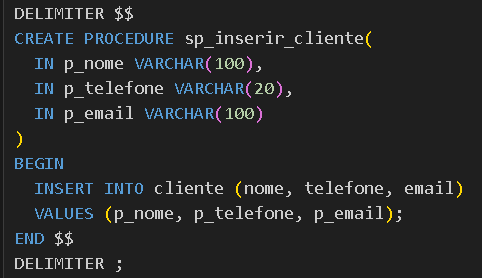 DELIMITER $$
CREATE PROCEDURE sp_inserir_cliente(
  IN p_nome VARCHAR(100),
  IN p_telefone VARCHAR(20),
  IN p_email VARCHAR(100)
)
BEGIN
  INSERT INTO cliente (nome, telefone, email)
  VALUES (p_nome, p_telefone, p_email);
END $$
DELIMITER ;